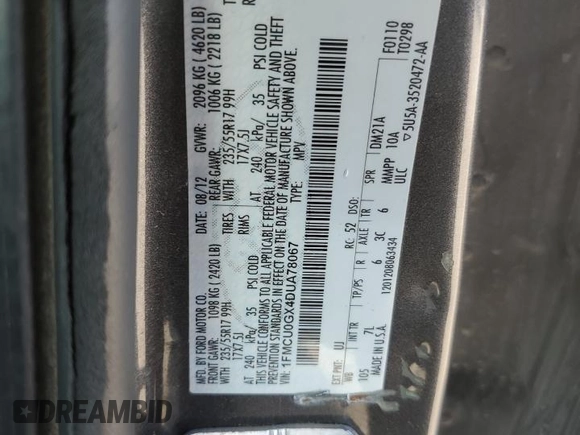 MFD. BY FORD MOTOR CO.
DATE: 08/12 GVWR: 2096 KG ( 4620 LB)
FRONT GAWR: 1098 KG (2420 LB) REAR GAWR: 1006 KG ( 2218 LB)
235/55R17 99H TIRES WITH 235/55R17 99H
17X7.5J RIMS 17X7.5J
AT 240 kPa/ 35 PSI COLD AT 240 kPa/ 35 PSI COLD
THIS VEHICLE CONFORMS TO ALL APPLICABLE FEDERAL MOTOR VEHICLE SAFETY AND THEFT
PREVENTION STANDARDS IN EFFECT ON THE DATE OF MANUFACTURE SHOWN ABOVE.
VIN: 1FMCU0GX4DUA78067 TYPE: MPV
F0110
T0298
EXT PNT: UJ RC: 52 DSO:
WB INT TR TP/PS R AXLE TR SPR DM21A
105 7L 6 3C 6 MMPP 10A
ULC
1201208063434
▽5U5A-3520472-AA
DREAMBID